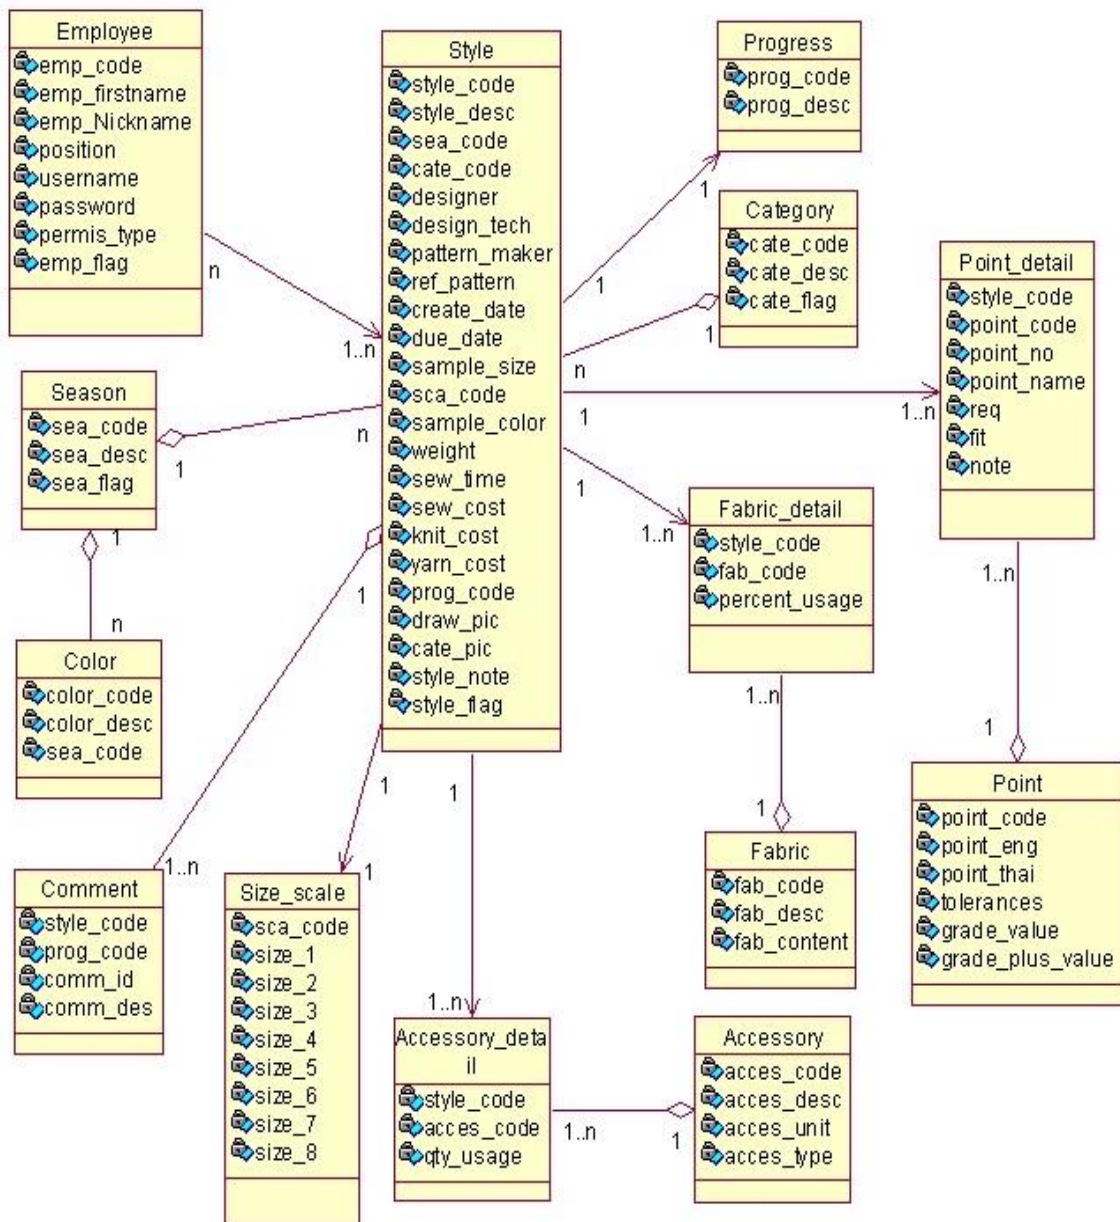 Employee
emp_code
emp_firstname
emp_Nickname
position
username
password
permis_type
emp_flag
n
1..n
Style
style_code
style_desc
sea_code
cate_code
designer
design_tech
pattern_maker
ref_pattern
create_date
due_date
sample_size
sca_code
sample_color
weight
sew_time
sew_cost
knit_cost
yarn_cost
prog_code
draw_pic
cate_pic
style_note
style_flag
Progress
prog_code
prog_desc
1
1
Category
cate_code
cate_desc
cate_flag
1
n
Point_detail
style_code
point_code
point_no
point_name
req
fit
note
1
1..n
Season
sea_code
sea_desc
sea_flag
n
1
1
n
Color
color_code
color_desc
sea_code
Fabric_detail
style_code
fab_code
percent_usage
1
1..n
1..n
1
Fabric
fab_code
fab_desc
fab_content
1..n
1
Point
point_code
point_eng
point_thai
tolerances
grade_value
grade_plus_value
1
1..n
Comment
style_code
prog_code
comm_id
comm_des
1
1
Size_scale
sca_code
size_1
size_2
size_3
size_4
size_5
size_6
size_7
size_8
1
1..n
Accessory_deta
il
style_code
acces_code
qty_usage
1..n
1
Accessory
acces_code
acces_desc
acces_unit
acces_type